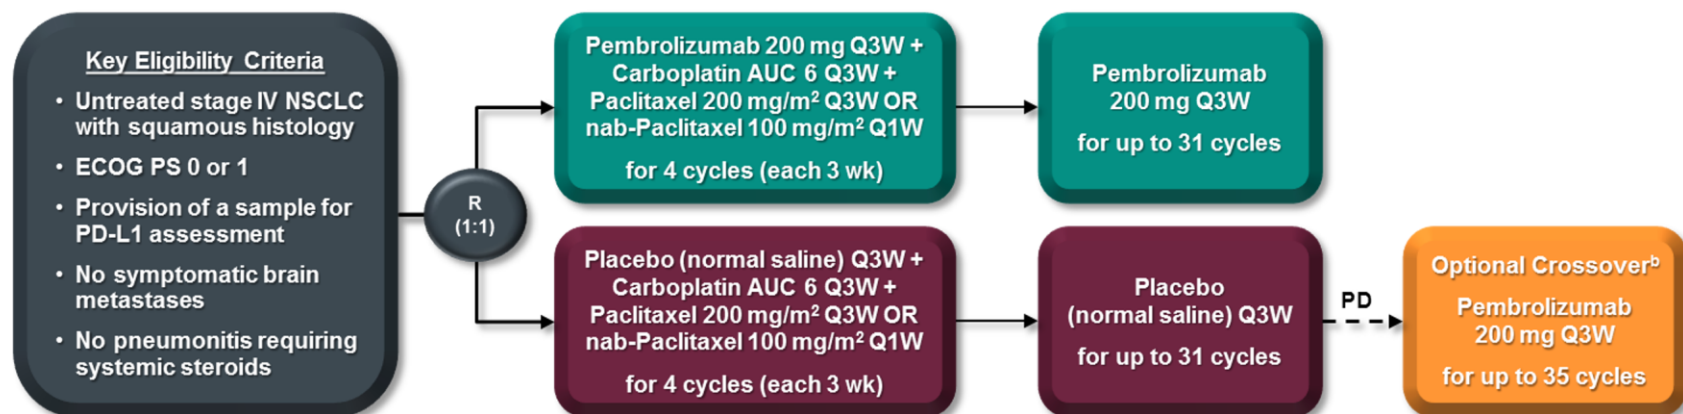 Key Eligibility Criteria
• Untreated stage IV NSCLC
with squamous histology
• ECOG PS 0 or 1
• Provision of a sample for
PD-L1 assessment
• No symptomatic brain
metastases
• No pneumonitis requiring
systemic steroids
R
(1:1)
Pembrolizumab 200 mg Q3W +
Carboplatin AUC 6 Q3W +
Paclitaxel 200 mg/m² Q3W OR
nab-Paclitaxel 100 mg/m² Q1W
for 4 cycles (each 3 wk)
Pembrolizumab
200 mg Q3W
for up to 31 cycles
Placebo (normal saline) Q3W +
Carboplatin AUC 6 Q3W +
Paclitaxel 200 mg/m² Q3W OR
nab-Paclitaxel 100 mg/m² Q1W
for 4 cycles (each 3 wk)
Placebo
(normal saline) Q3W
for up to 31 cycles
PD
Optional Crossoverᵇ
Pembrolizumab
200 mg Q3W
for up to 35 cycles